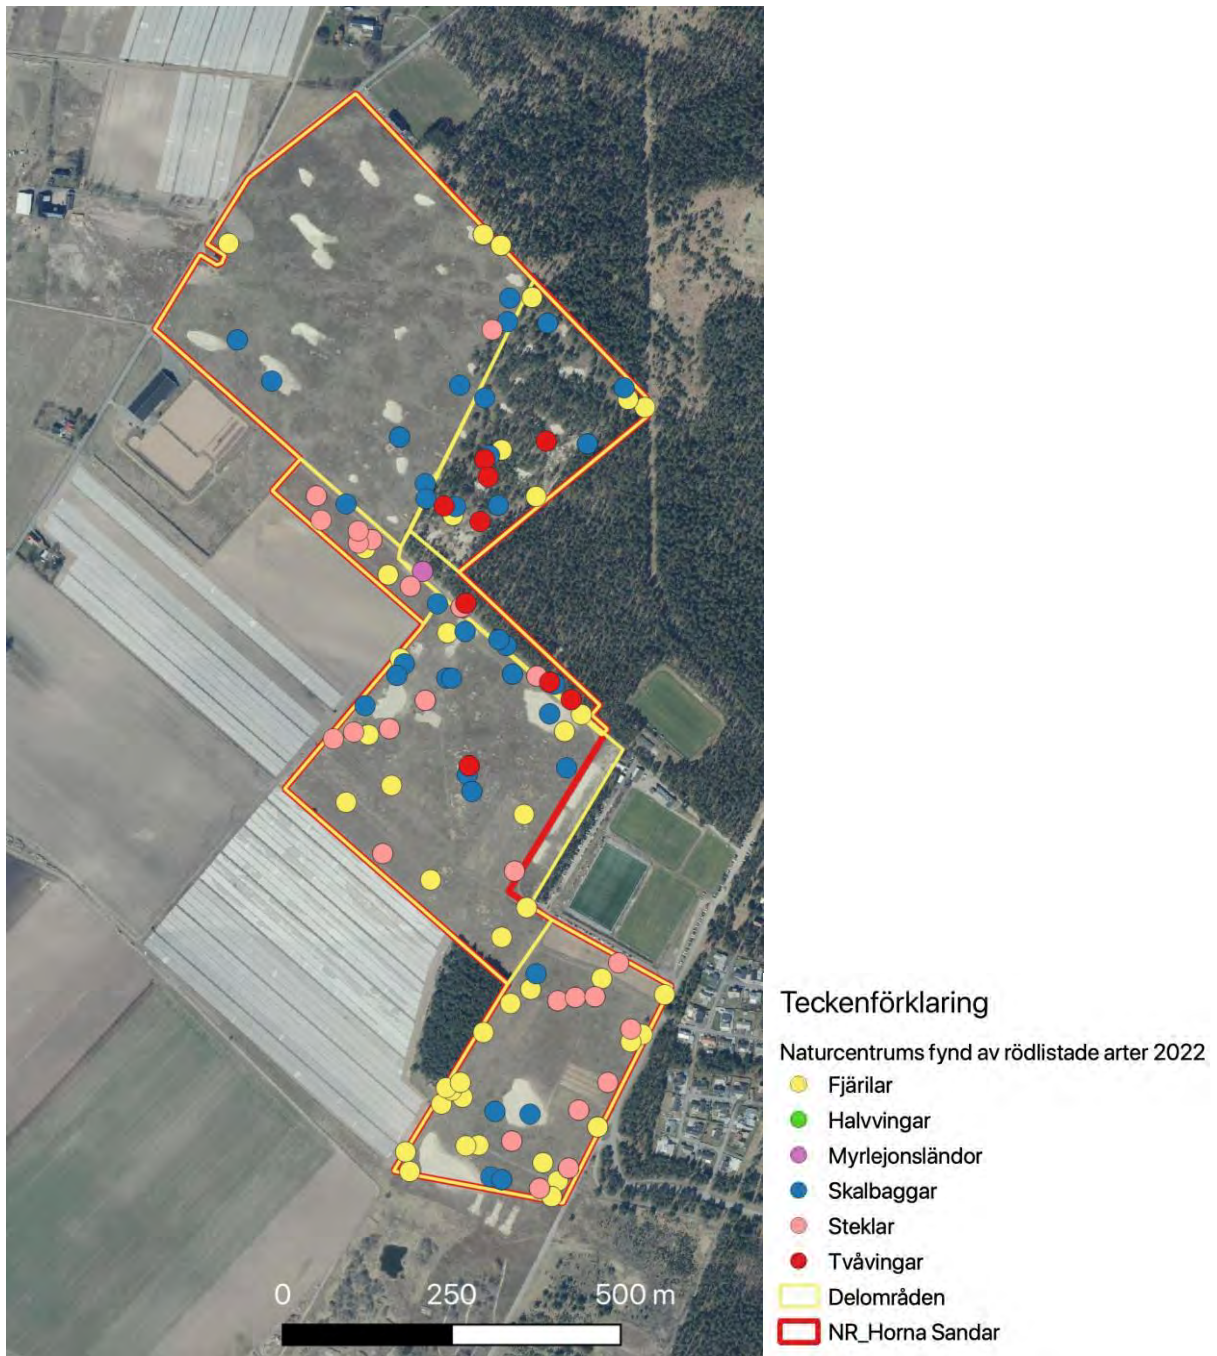 0 250 500 m
Teckenförklaring
Naturcentrums fynd av rödlistade arter 2022
Fjärilar
Halvvingar
Myrlejonsländor
Skalbaggar
Steklar
Tvåvingar
Delområden
NR_Horna Sandar